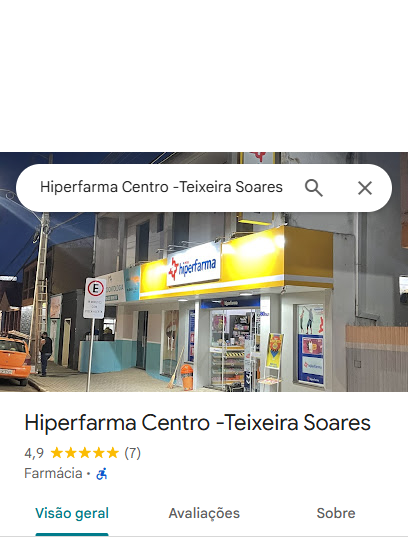 Hiperfarma Centro -Teixeira Soares
hiperfarma
E
Hiperfarma Centro -Teixeira Soares
4,9 (7)
Farmácia ·
Visão geral
Avaliações
Sobre